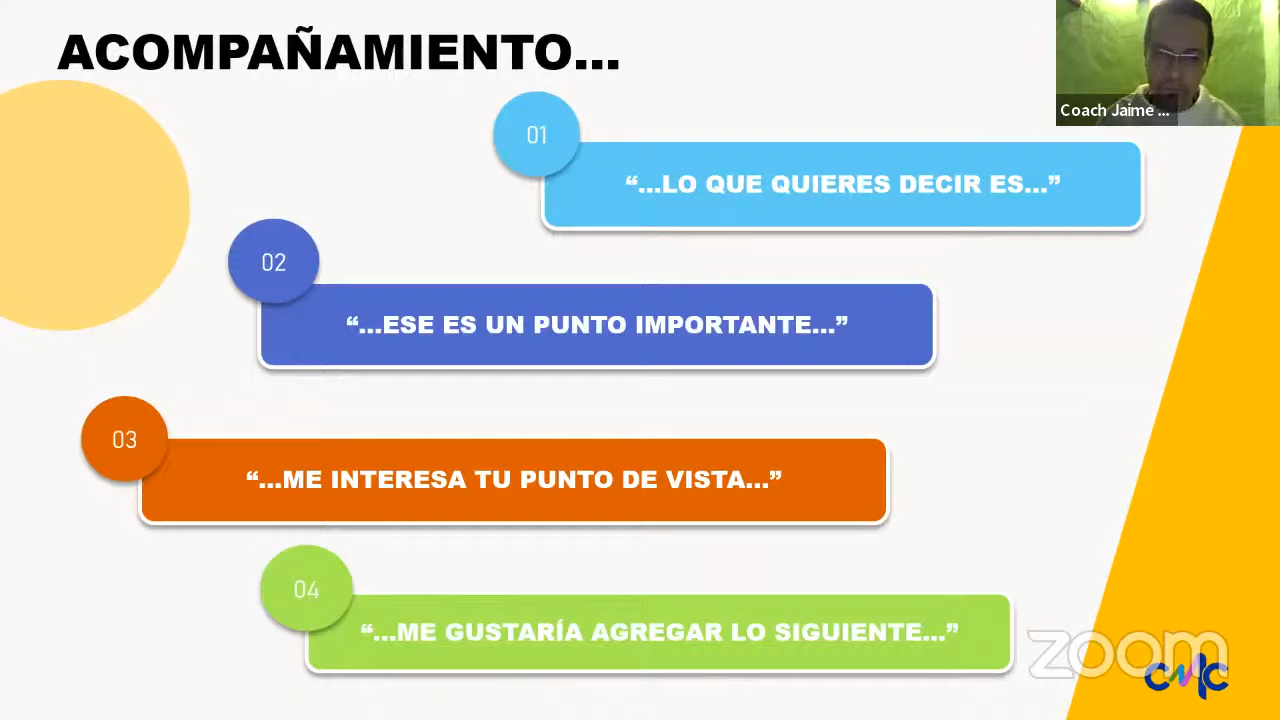 ACOMPAÑAMIENTO...
Coach Jaime ...
01
“...LO QUE QUIERES DECIR ES...”
02
“...ESE ES UN PUNTO IMPORTANTE...”
03
“...ME INTERESA TU PUNTO DE VISTA...”
04
“...ME GUSTARÍA AGREGAR LO SIGUIENTE...”
zoom
CMC